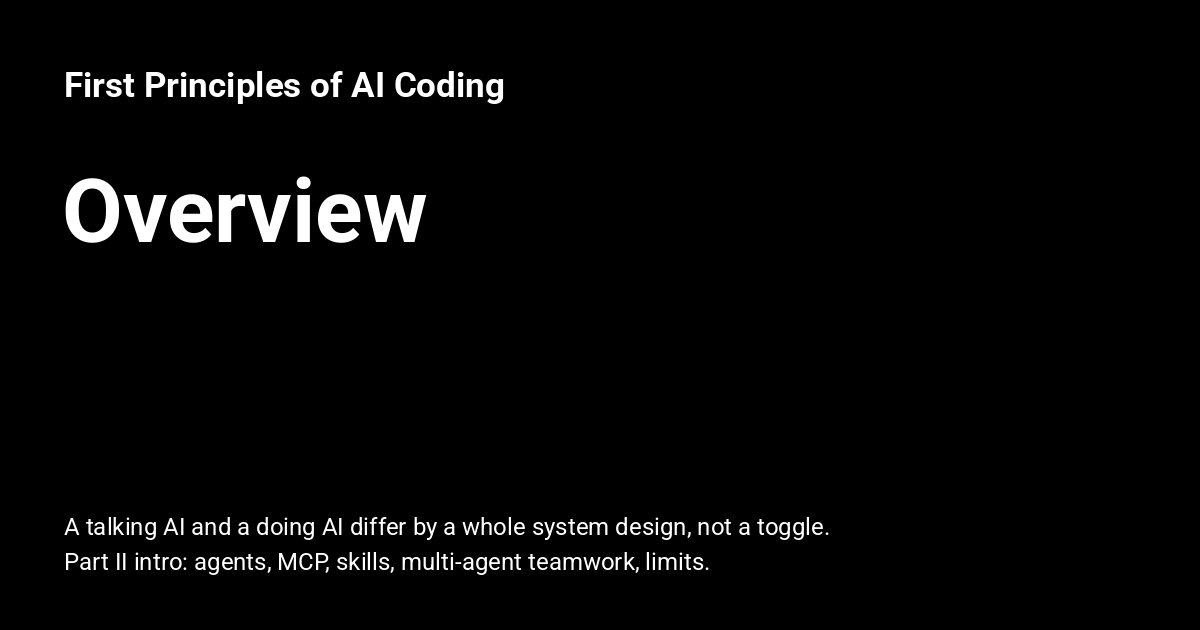 First Principles of AI Coding
Overview
A talking AI and a doing AI differ by a whole system design, not a toggle.
Part II intro: agents, MCP, skills, multi-agent teamwork, limits.